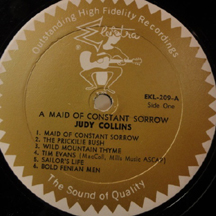 Outstanding High Fidelity Recordings
Elektra
EKL-209-A
Side One
A MAID OF CONSTANT SORROW
JUDY COLLINS
1. MAID OF CONSTANT SORROW
2. THE PRICKLIE BUSH
3. WILD MOUNTAIN THYME
4. TIM EVANS (MacColl, Mills Music ASCAP)
5. SAILOR'S LIFE
6. BOLD FENIAN MEN
The Sound of Quality